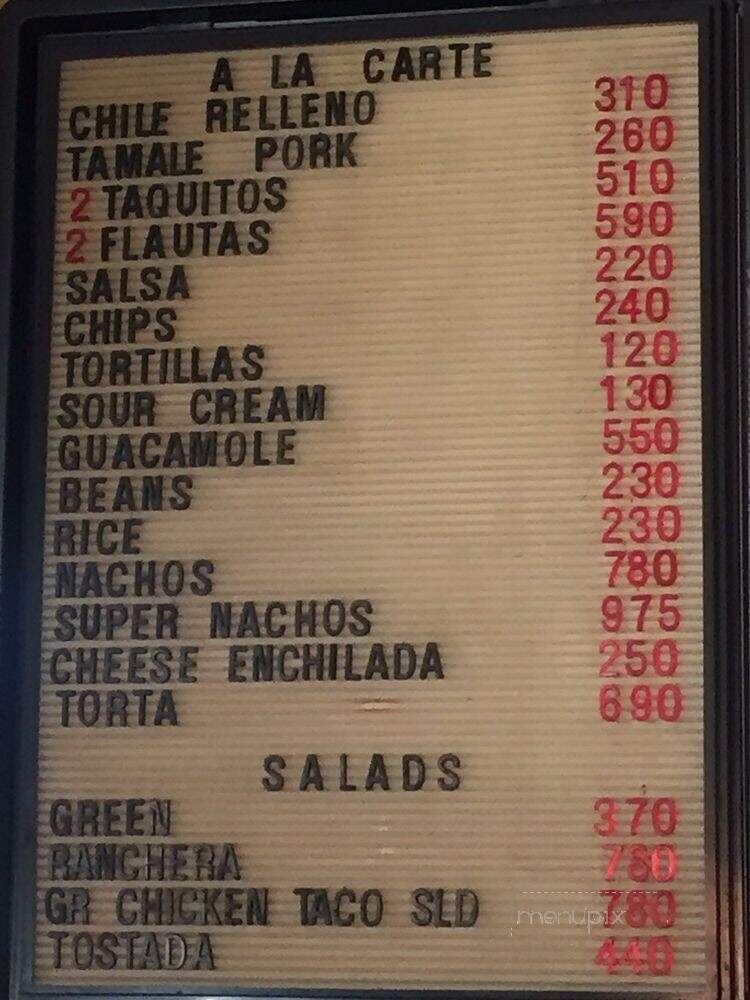 A LA CARTE
CHILE RELLENO 310
TAMALE PORK 260
2 TAQUITOS 510
2 FLAUTAS 590
SALSA 220
CHIPS 240
TORTILLAS 120
SOUR CREAM 130
GUACAMOLE 550
BEANS 230
RICE 230
NACHOS 780
SUPER NACHOS 975
CHEESE ENCHILADA 250
TORTA 690
SALADS
GREEN 370
RANCHERA 780
GR CHICKEN TACO SLD 780
TOSTADA 440
menupix